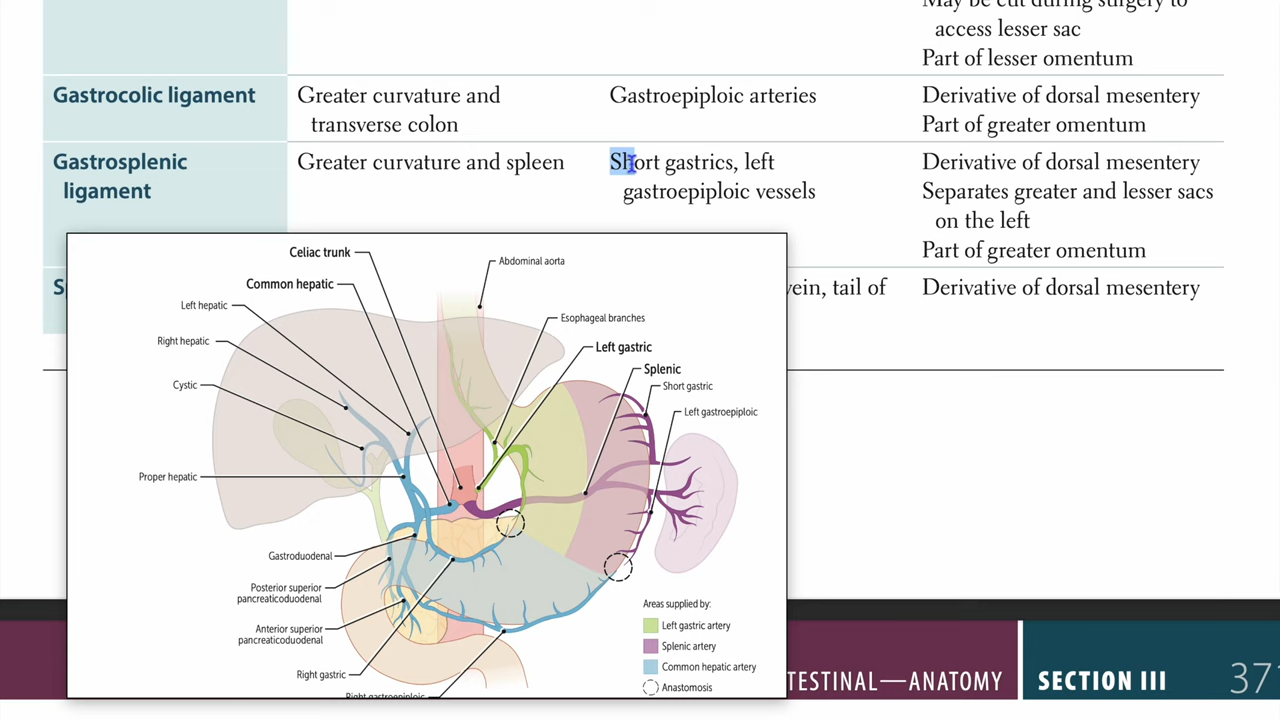 May be cut during surgery to
access lesser sac
Part of lesser omentum
Gastrocolic ligament
Greater curvature and
transverse colon
Gastroepiploic arteries
Derivative of dorsal mesentery
Part of greater omentum
Gastrosplenic
ligament
Greater curvature and spleen
Short gastrics, left
gastroepiploic vessels
Derivative of dorsal mesentery
Separates greater and lesser sacs
on the left
Part of greater omentum
vein, tail of
Derivative of dorsal mesentery
Celiac trunk
Abdominal aorta
Common hepatic
Left hepatic
Esophageal branches
Right hepatic
Left gastric
Splenic
Cystic
Short gastric
Left gastroepiploic
Proper hepatic
Gastroduodenal
Posterior superior
pancreaticoduodenal
Anterior superior
pancreaticoduodenal
Right gastric
Right gastroepiploic
Areas supplied by:
Left gastric artery
Splenic artery
Common hepatic artery
Anastomosis
TESTINAL—ANATOMY
SECTION III
37